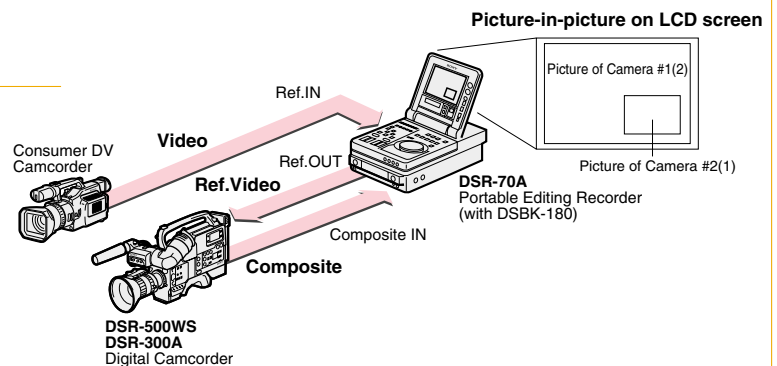 Picture-in-picture on LCD screen
Picture of Camera #1(2)
Picture of Camera #2(1)
Ref.IN
Video
Consumer DV
Camcorder
Ref.OUT
Ref.Video
DSR-70A
Portable Editing Recorder
(with DSBK-180)
Composite IN
Composite
DSR-500WS
DSR-300A
Digital Camcorder
SONY